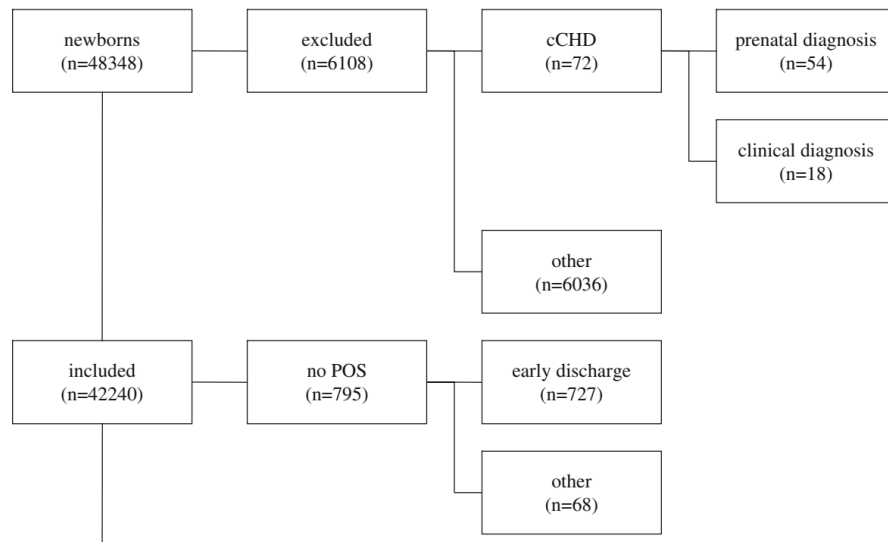 newborns
(n=48348)
excluded
(n=6108)
cCHD
(n=72)
prenatal diagnosis
(n=54)
clinical diagnosis
(n=18)
other
(n=6036)
included
(n=42240)
no POS
(n=795)
early discharge
(n=727)
other
(n=68)